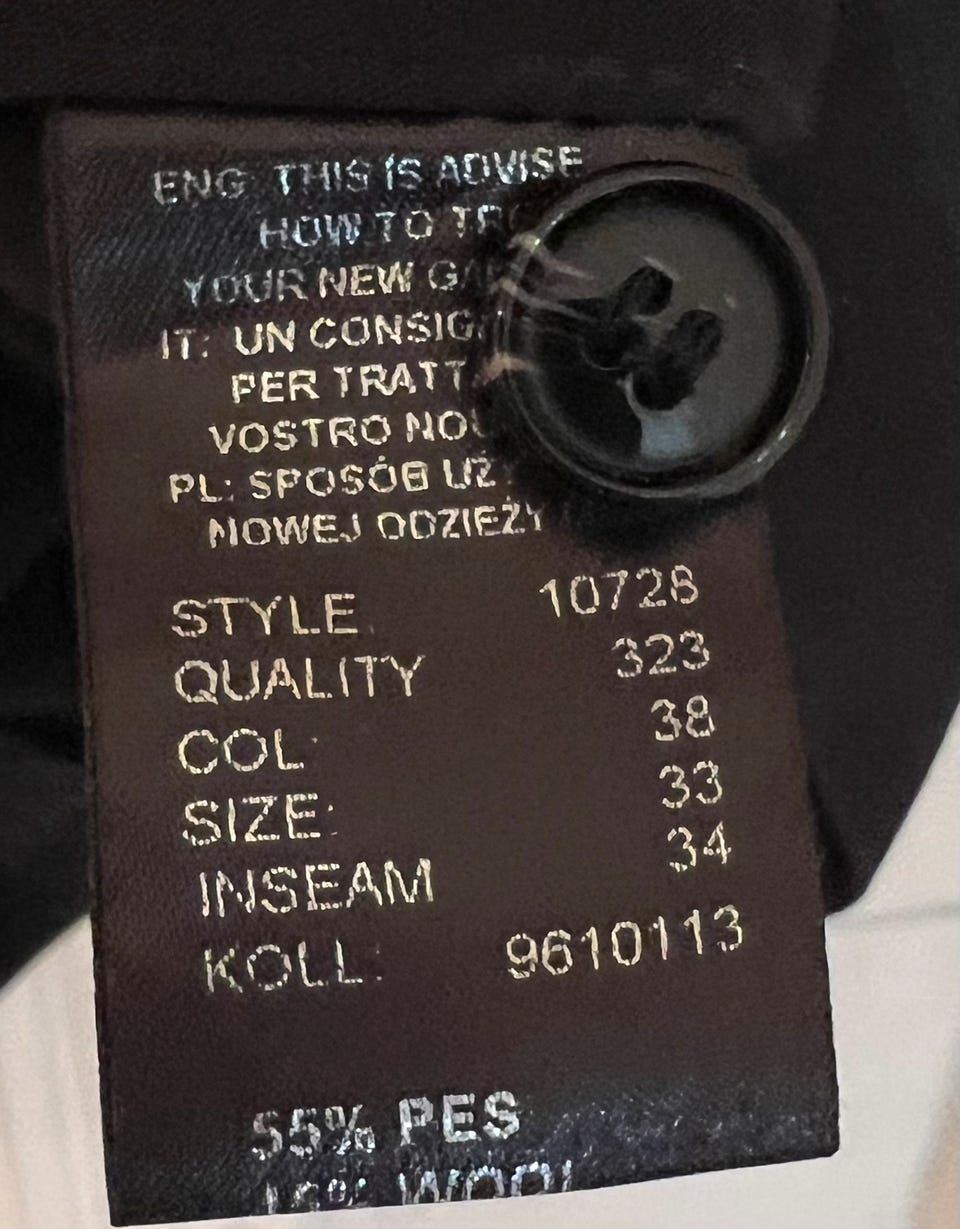 ENG THIS IS ADVISE
HOW TO
YOUR NEW
IT: UN
PER
VOSTRO
PL: SPOSÓB
NOWEJ ODZIEŻY
STYLE 10728
QUALITY 323
COL: 38
SIZE: 33
INSEAM 34
KOLL: 9610113
55% PES
WOOL